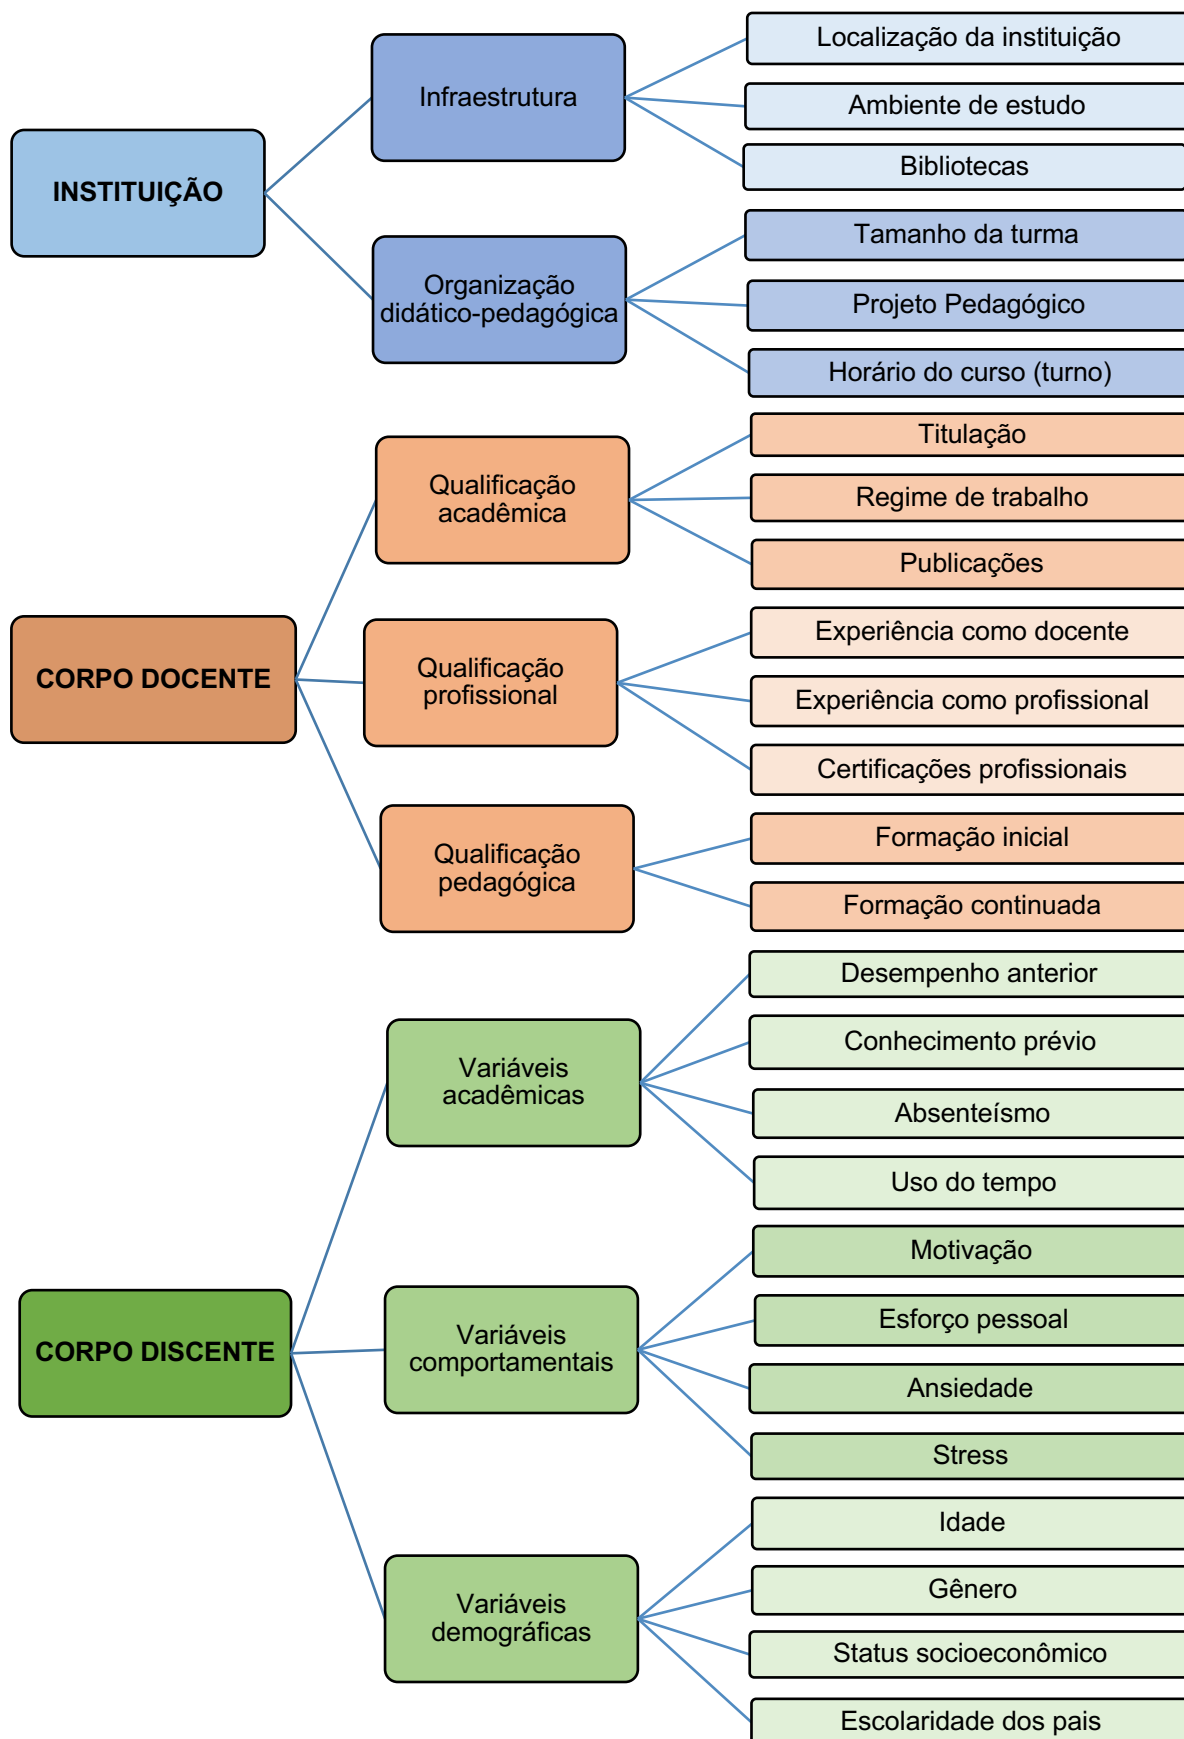 INSTITUIÇÃO
Infraestrutura
Localização da instituição
Ambiente de estudo
Bibliotecas
Organização
didático-pedagógica
Tamanho da turma
Projeto Pedagógico
Horário do curso (turno)
CORPO DOCENTE
Qualificação
acadêmica
Titulação
Regime de trabalho
Publicações
Qualificação
profissional
Experiência como docente
Experiência como profissional
Certificações profissionais
Qualificação
pedagógica
Formação inicial
Formação continuada
CORPO DISCENTE
Variáveis
acadêmicas
Desempenho anterior
Conhecimento prévio
Absenteísmo
Uso do tempo
Variáveis
comportamentais
Motivação
Esforço pessoal
Ansiedade
Stress
Variáveis
demográficas
Idade
Gênero
Status socioeconômico
Escolaridade dos pais